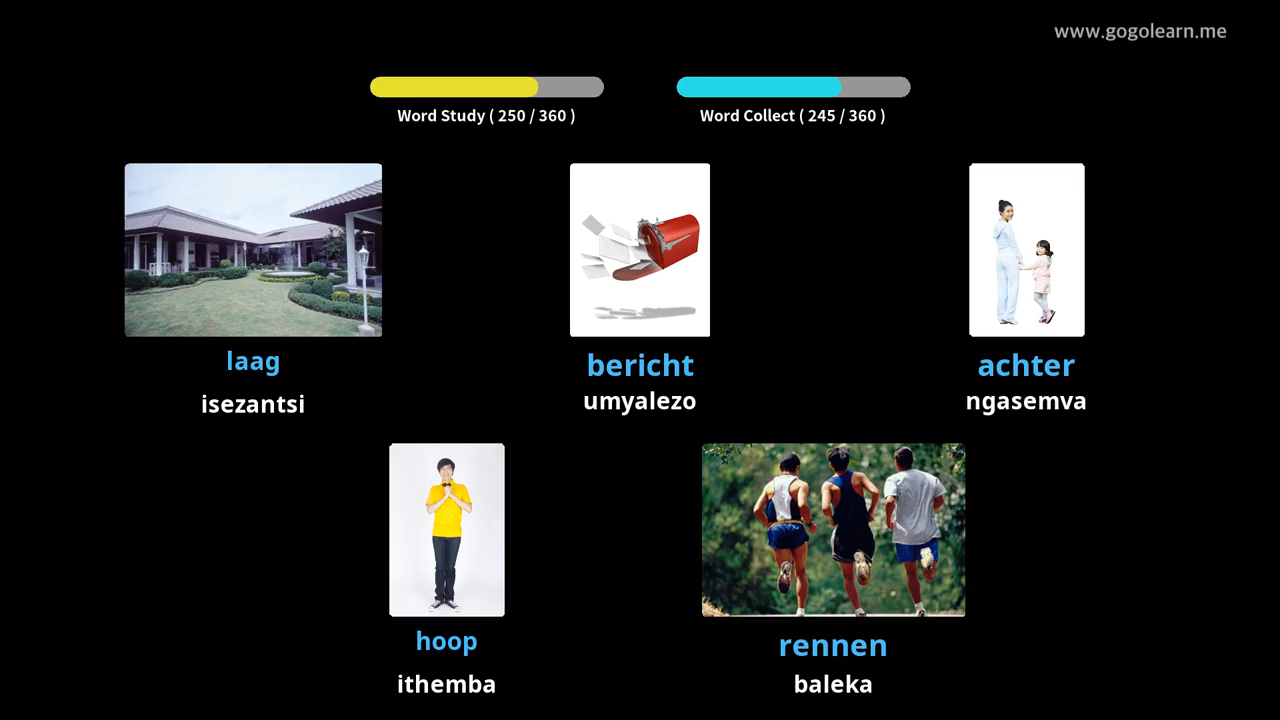 www.gogolearn.me
Word Study ( 250 / 360 )
Word Collect ( 245 / 360 )
laag
isezantsi
bericht
umyalezo
achter
ngasemva
hoop
ithemba
rennen
baleka